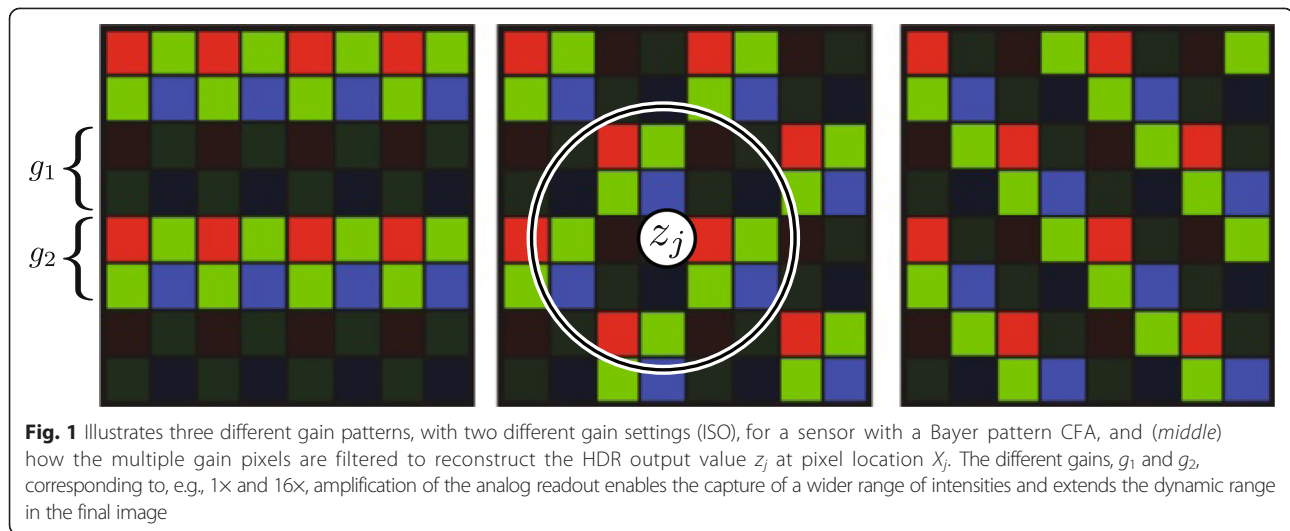 g₁
g₂
z_j
Fig. 1 Illustrates three different gain patterns, with two different gain settings (ISO), for a sensor with a Bayer pattern CFA, and (middle)
how the multiple gain pixels are filtered to reconstruct the HDR output value z_j at pixel location X_j. The different gains, g₁ and g₂,
corresponding to, e.g., 1× and 16×, amplification of the analog readout enables the capture of a wider range of intensities and extends the dynamic range
in the final image